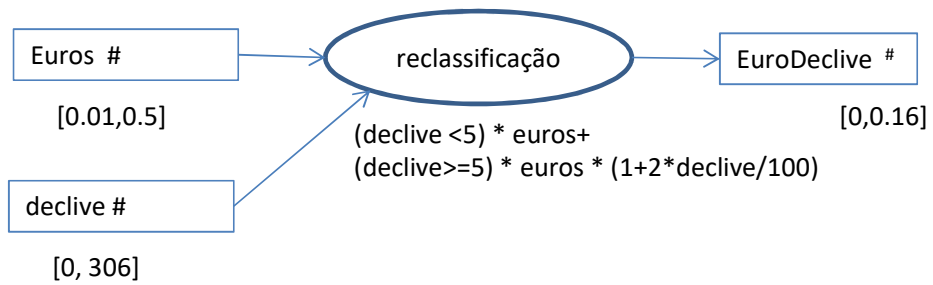 Euros #
reclassificação
EuroDeclive #
[0.01,0.5]
[0,0.16]
(declive <5) * euros+
(declive>=5) * euros * (1+2*declive/100)
declive #
[0, 306]